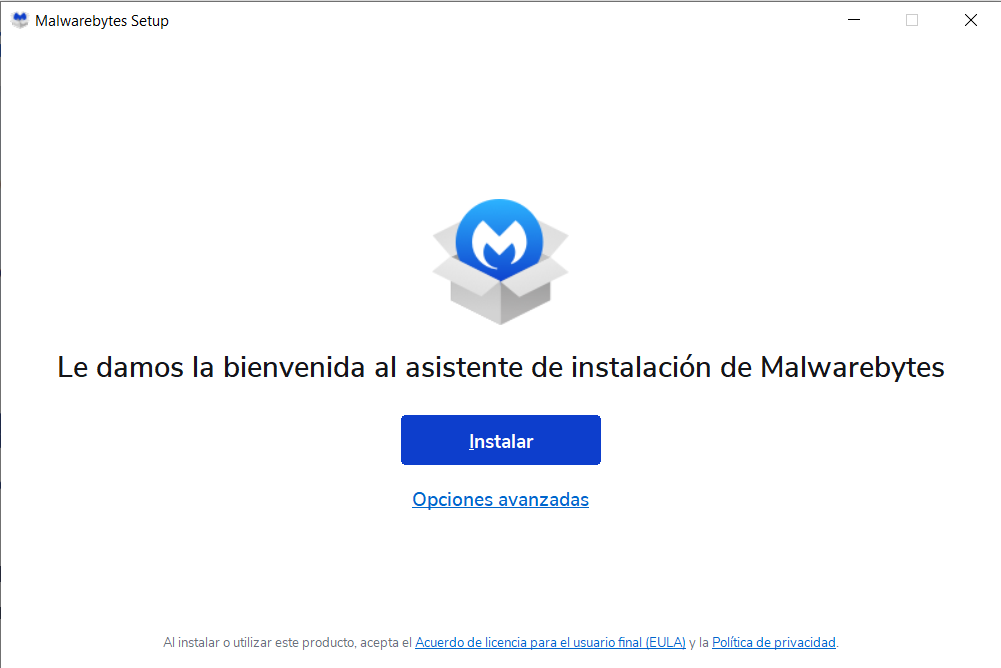 Malwarebytes Setup
Le damos la bienvenida al asistente de instalación de Malwarebytes
Instalar
Opciones avanzadas
Al instalar o utilizar este producto, acepta el Acuerdo de licencia para el usuario final (EULA) y la Política de privacidad.